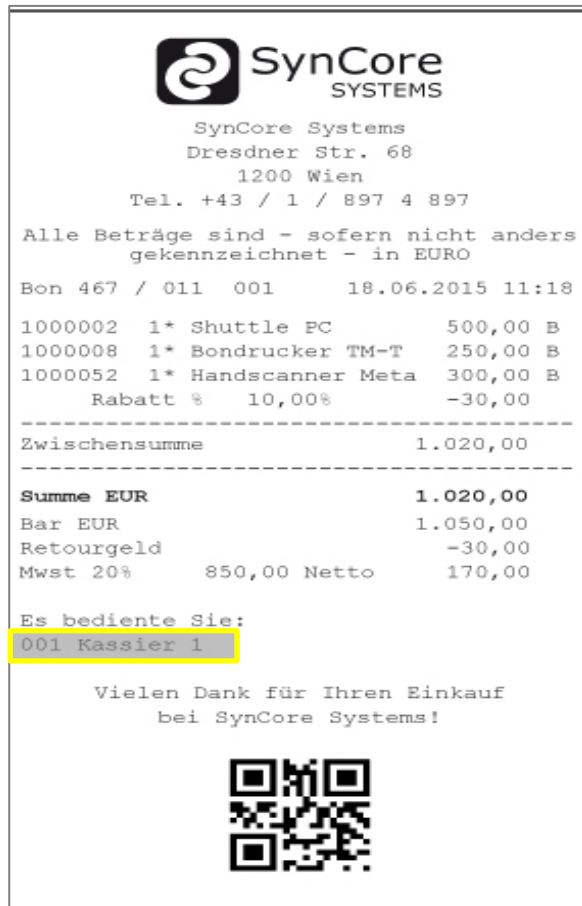 SynCore
SYSTEMS
SynCore Systems
Dresdner Str. 68
1200 Wien
Tel. +43 / 1 / 897 4 897
Alle Beträge sind - sofern nicht anders
gekennzeichnet - in EURO
Bon 467 / 011 001 18.06.2015 11:18
1000002 1* Shuttle PC 500,00 B
1000008 1* Bondrucker TM-T 250,00 B
1000052 1* Handscanner Meta 300,00 B
Rabatt % 10,00% -30,00
Zwischensumme 1.020,00
Summe EUR 1.020,00
Bar EUR 1.050,00
Retourgeld -30,00
Mwst 20% 850,00 Netto 170,00
Es bediente Sie:
001 Kassier 1
Vielen Dank für Ihren Einkauf
bei SynCore Systems!